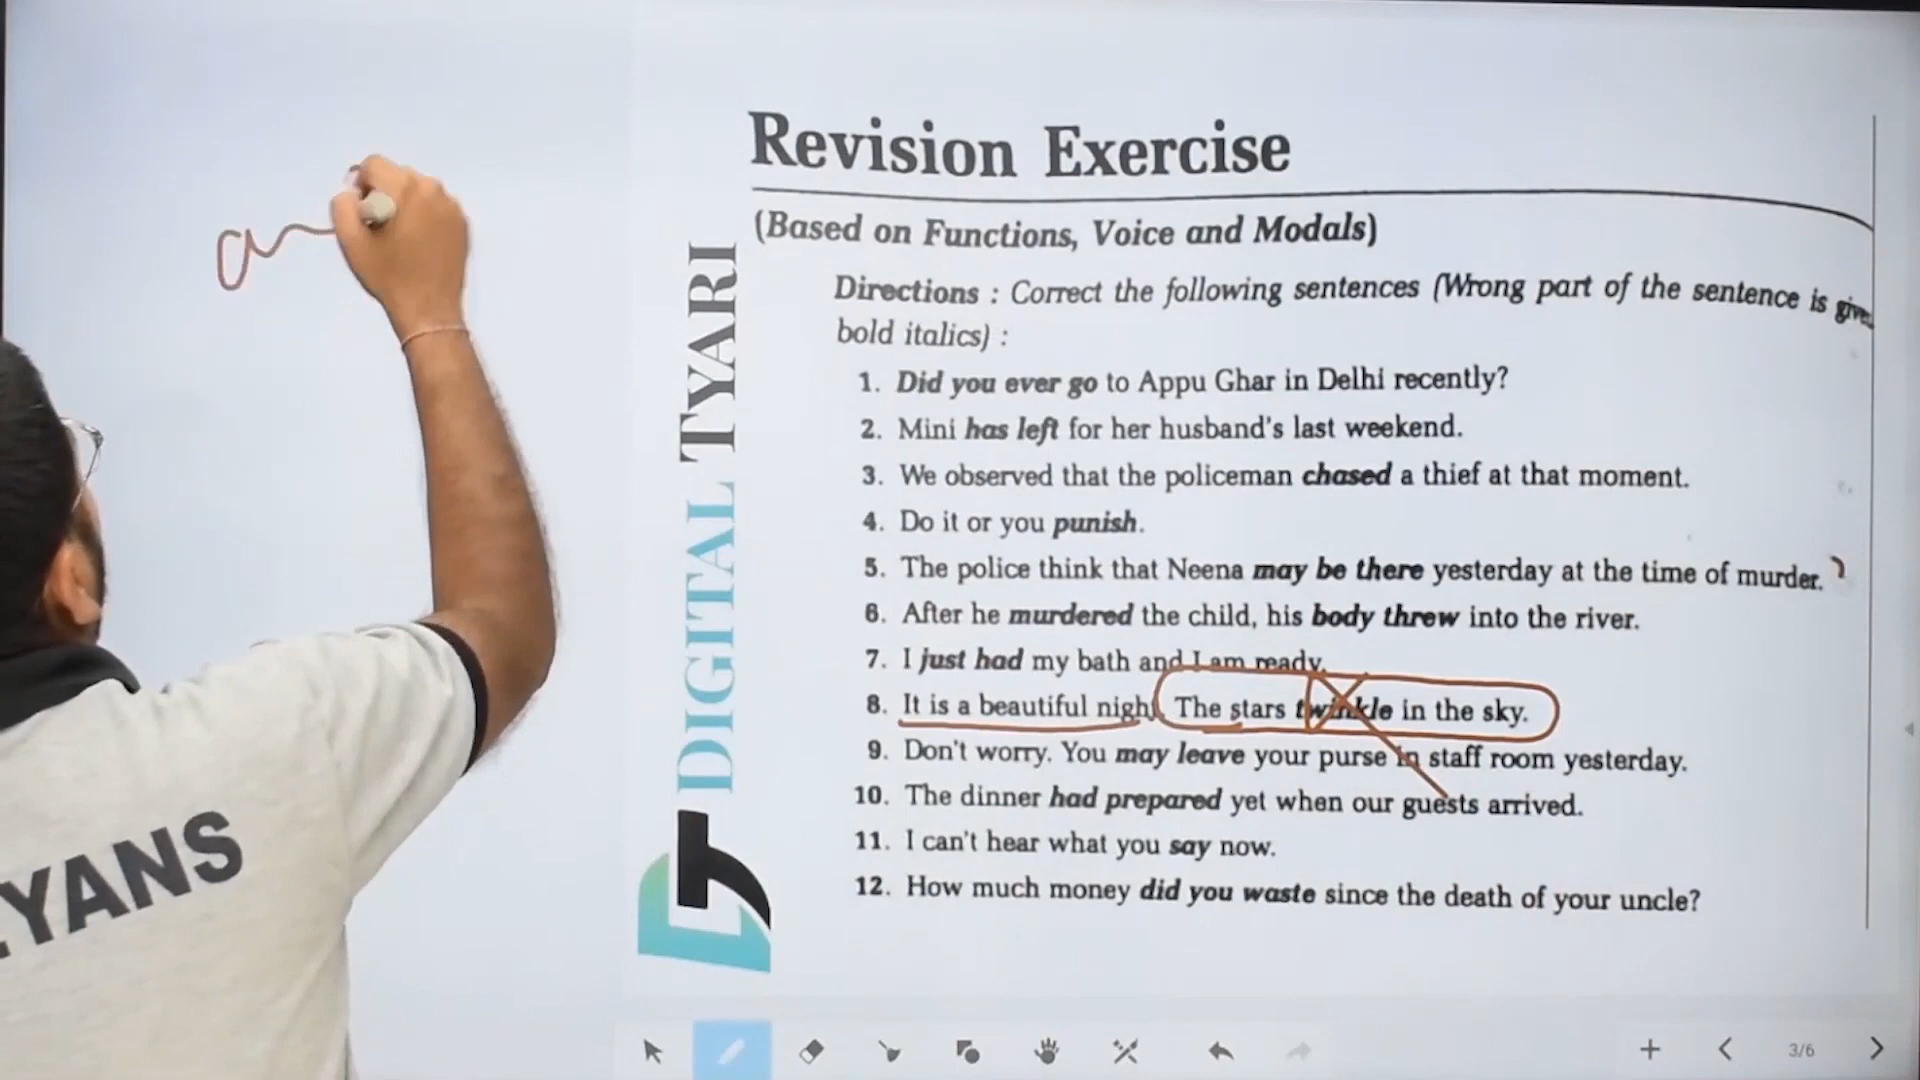 Revision Exercise
(Based on Functions, Voice and Modals)
Directions : Correct the following sentences (Wrong part of the sentence is
bold italics) :
1. Did you ever go to Appu Ghar in Delhi recently?
2. Mini has left for her husband's last weekend.
3. We observed that the policeman chased a thief at that moment.
4. Do it or you punish.
5. The police think that Neena may be there yesterday at the time of murder.
6. After he murdered the child, his body threw into the river.
7. I just had my bath and I am ready.
8. It is a beautiful night. The stars twinkle in the sky.
9. Don't worry. You may leave your purse in staff room yesterday.
10. The dinner had prepared yet when our guests arrived.
11. I can't hear what you say now.
12. How much money did you waste since the death of your uncle?
DIGITAL TYARI
YANS
3/6